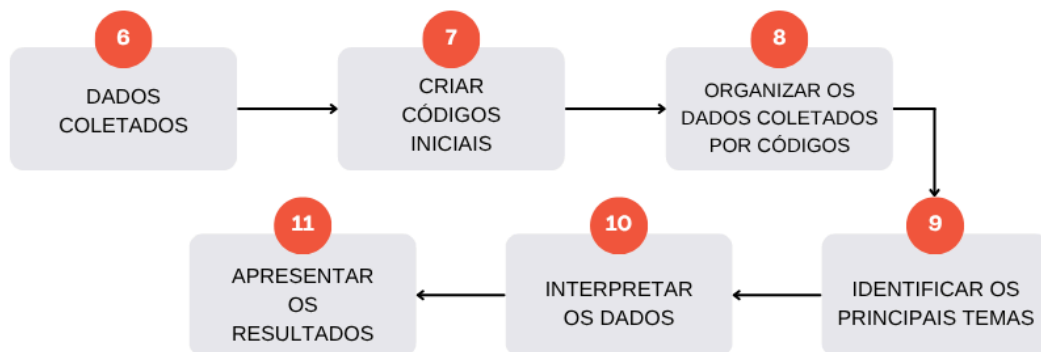 6
DADOS
COLETADOS
7
CRIAR
CÓDIGOS
INICIAIS
8
ORGANIZAR OS
DADOS COLETADOS
POR CÓDIGOS
9
IDENTIFICAR OS
PRINCIPAIS TEMAS
10
INTERPRETAR
OS DADOS
11
APRESENTAR
OS
RESULTADOS